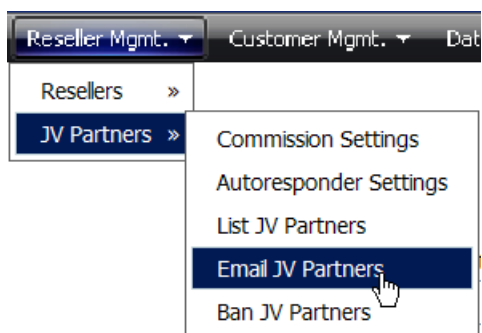 Reseller Mgmt. Customer Mgmt. Dat
Resellers »
JV Partners »
Commission Settings
Autoresponder Settings
List JV Partners
Email JV Partners
Ban JV Partners